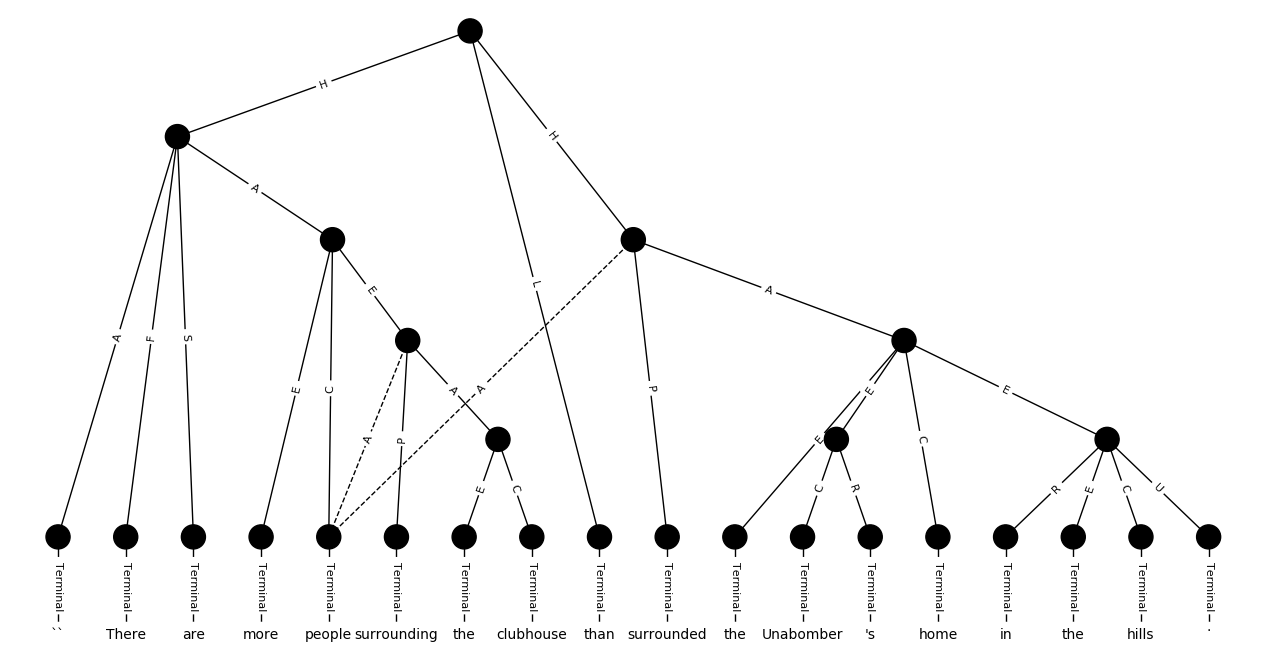 H
H
A
A
L
A
F
S
E
E
C
A
P
A
A
P
E
C
E
E
C
E
C
R
R
E
C
U
Terminal Terminal Terminal Terminal Terminal Terminal Terminal Terminal Terminal Terminal Terminal Terminal Terminal Terminal Terminal Terminal Terminal Terminal
`` There are more people surrounding the clubhouse than surrounded the Unabomber 's home in the hills .